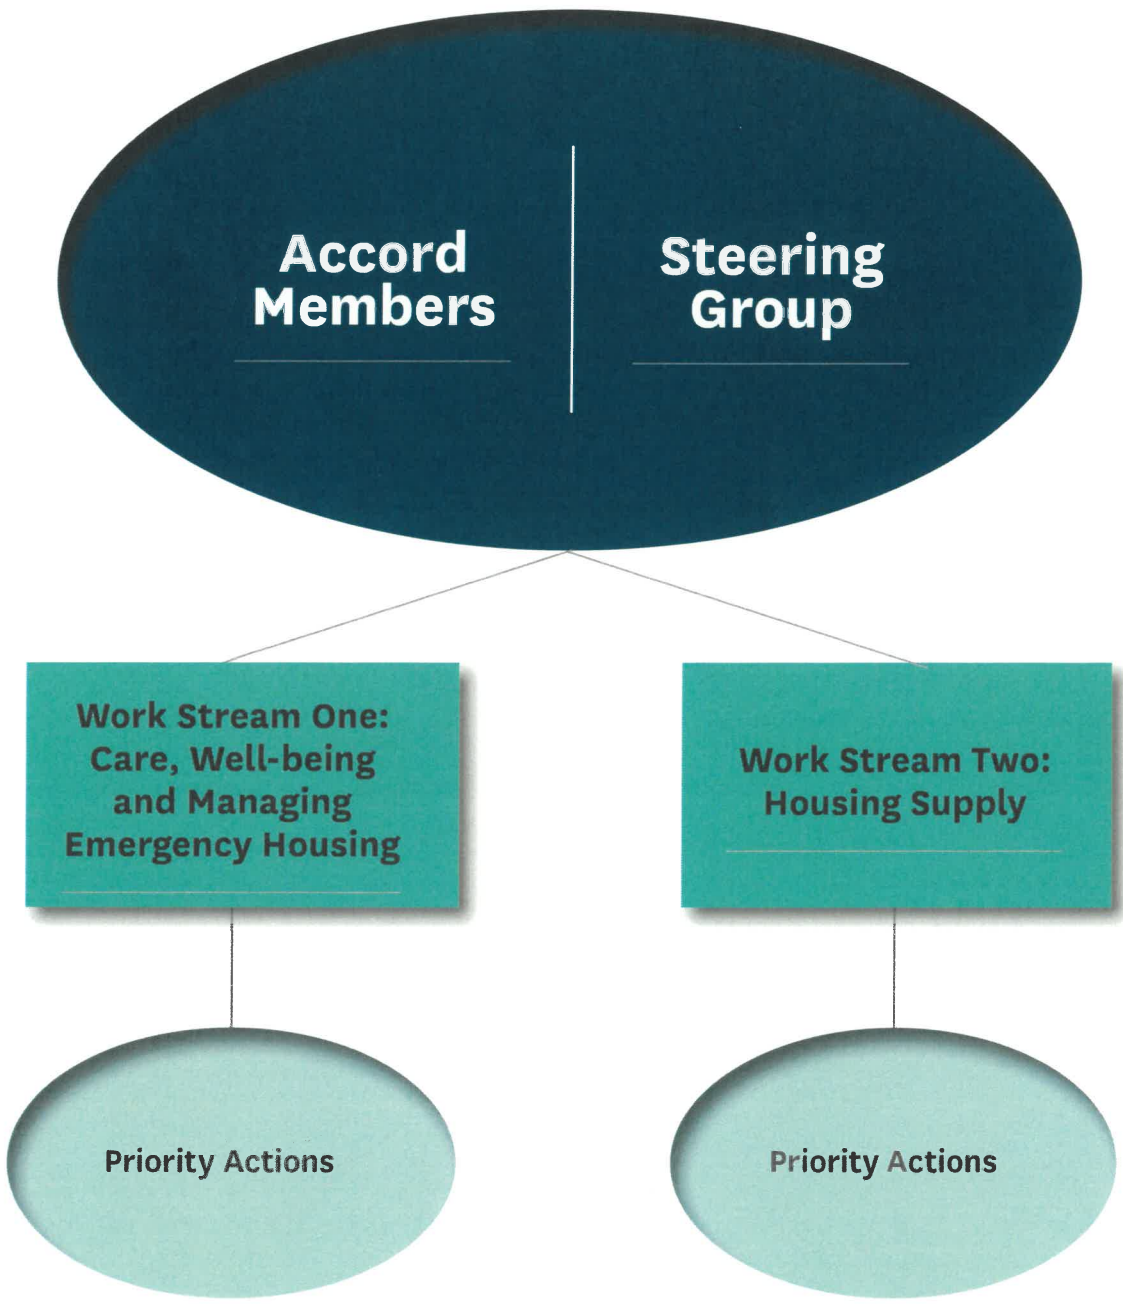 Accord
Members
Steering
Group
Work Stream One:
Care, Well-being
and Managing
Emergency Housing
Work Stream Two:
Housing Supply
Priority Actions
Priority Actions